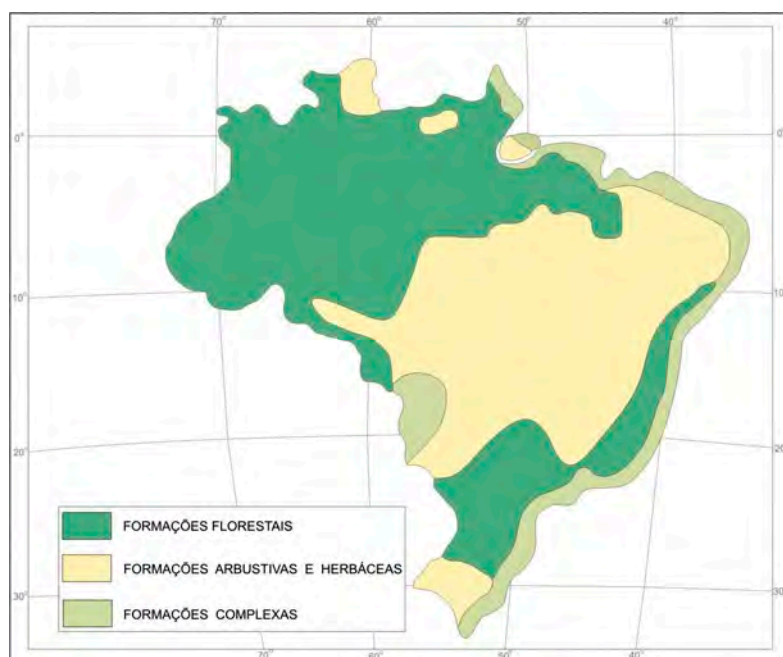 70° 60° 50° 40°
0° 0°
10° 10°
20° 20°
FORMAÇÕES FLORESTAIS
FORMAÇÕES ARBUSTIVAS E HERBÁCEAS
30° 30°
FORMAÇÕES COMPLEXAS
70° 60° 50° 40°